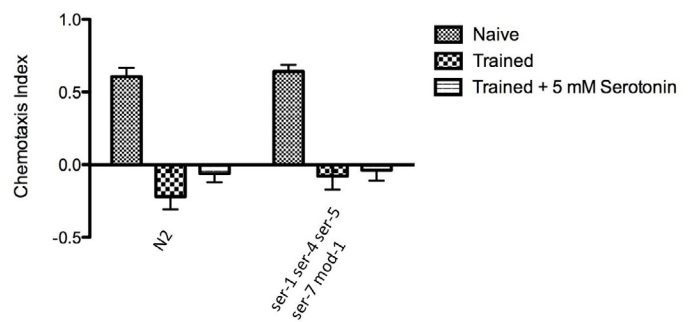 1.0
0.5
0.0
-0.5
Chemotaxis Index
Naive
Trained
Trained + 5 mM Serotonin
N2
ser-1 ser-4 ser-5
ser-7 mod-1